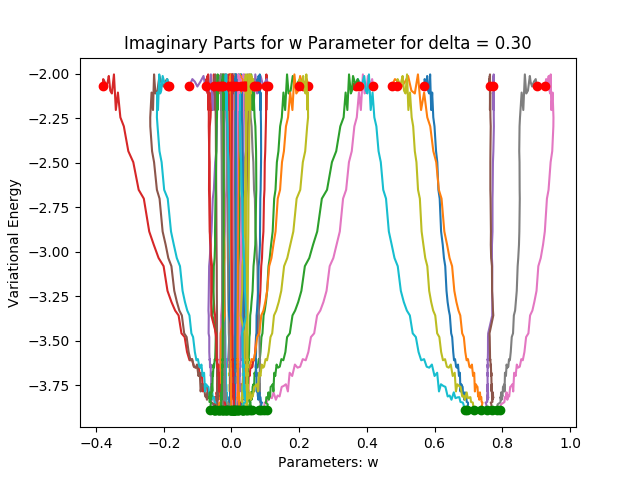 Imaginary Parts for w Parameter for delta = 0.30
Variational Energy
−2.00
−2.25
−2.50
−2.75
−3.00
−3.25
−3.50
−3.75
−0.4 −0.2 0.0 0.2 0.4 0.6 0.8 1.0
Parameters: w